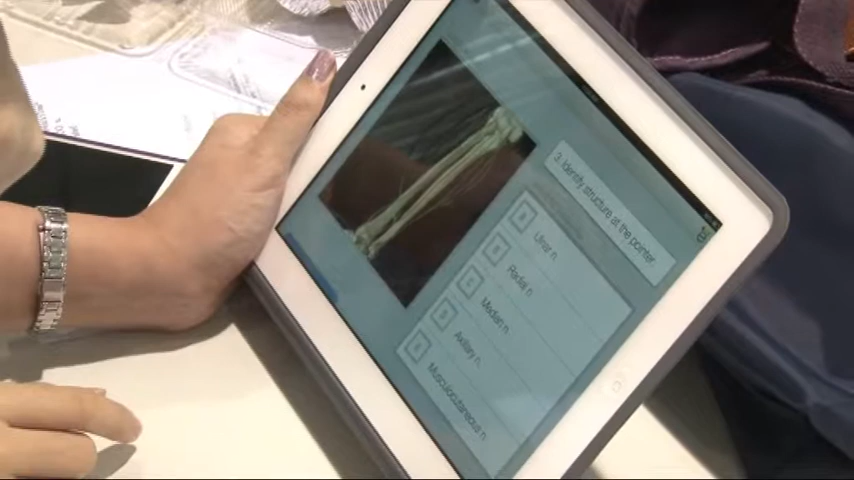 3. Identify structure at the pointer.
Ulnar n
Radial n
Median n
Axillary n.
Musculocutaneous n.